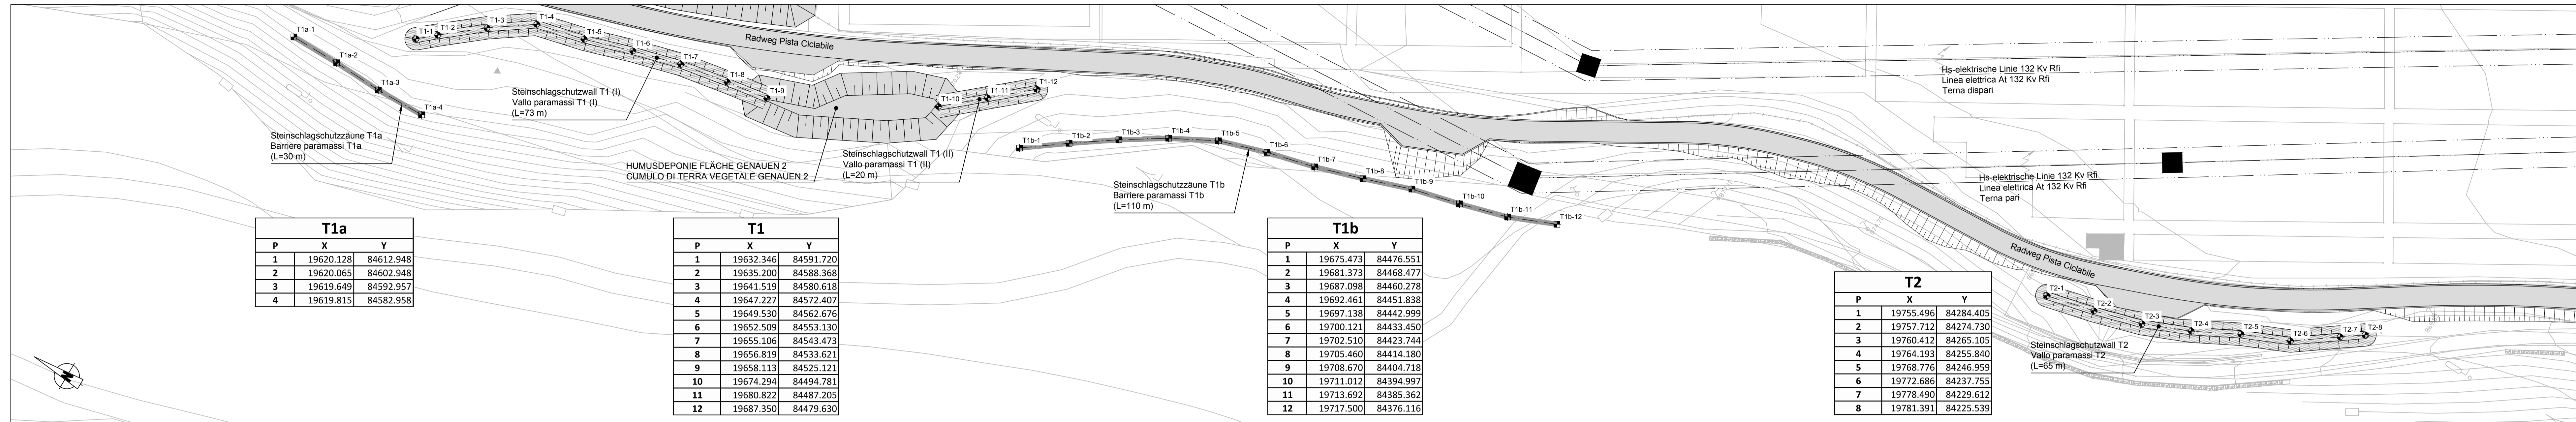 T1a-1
T1a-2
T1a-3
T1a-4
T1-1
T1-2
T1-3
T1-4
T1-5
T1-6
T1-7
T1-8
T1-9
T1-10
T1-11
T1-12
Radweg Pista Ciclabile
Steinschlagschutzzäune T1a
Barriere paramassi T1a
(L=30 m)
Steinschlagschutzwall T1 (I)
Vallo paramassi T1 (I)
(L=73 m)
HUMUSDEPONIE FLÄCHE GENAUEN 2
CUMULO DI TERRA VEGETALE GENAUEN 2
Steinschlagschutzwall T1 (II)
Vallo paramassi T1 (II)
(L=20 m)
T1b-1
T1b-2
T1b-3
T1b-4
T1b-5
T1b-6
T1b-7
T1b-8
T1b-9
T1b-10
T1b-11
T1b-12
Steinschlagschutzzäune T1b
Barriere paramassi T1b
(L=110 m)
Hs-elektrische Linie 132 Kv Rfi
Linea elettrica At 132 Kv Rfi
Terna dispari
Hs-elektrische Linie 132 Kv Rfi
Linea elettrica At 132 Kv Rfi
Terna pari
Radweg Pista Ciclabile
T2-1
T2-2
T2-3
T2-4
T2-5
T2-6
T2-7
T2-8
Steinschlagschutzwall T2
Vallo paramassi T2
(L=65 m)
T1a
P X Y
1 19620.128 84612.948
2 19620.065 84602.948
3 19619.649 84592.957
4 19619.815 84582.958
T1
P X Y
1 19632.346 84591.720
2 19635.200 84588.368
3 19641.519 84580.618
4 19647.227 84572.407
5 19649.530 84562.676
6 19652.509 84553.130
7 19655.106 84543.473
8 19656.819 84533.621
9 19658.113 84525.121
10 19674.294 84494.781
11 19680.822 84487.205
12 19687.350 84479.630
T1b
P X Y
1 19675.473 84476.551
2 19681.373 84468.477
3 19687.098 84460.278
4 19692.461 84451.838
5 19697.138 84442.999
6 19700.121 84433.450
7 19702.510 84423.744
8 19705.460 84414.180
9 19708.670 84404.718
10 19711.012 84394.997
11 19713.692 84385.362
12 19717.500 84376.116
T2
P X Y
1 19755.496 84284.405
2 19757.712 84274.730
3 19760.412 84265.105
4 19764.193 84255.840
5 19768.776 84246.959
6 19772.686 84237.755
7 19778.490 84229.612
8 19781.391 84225.539
N